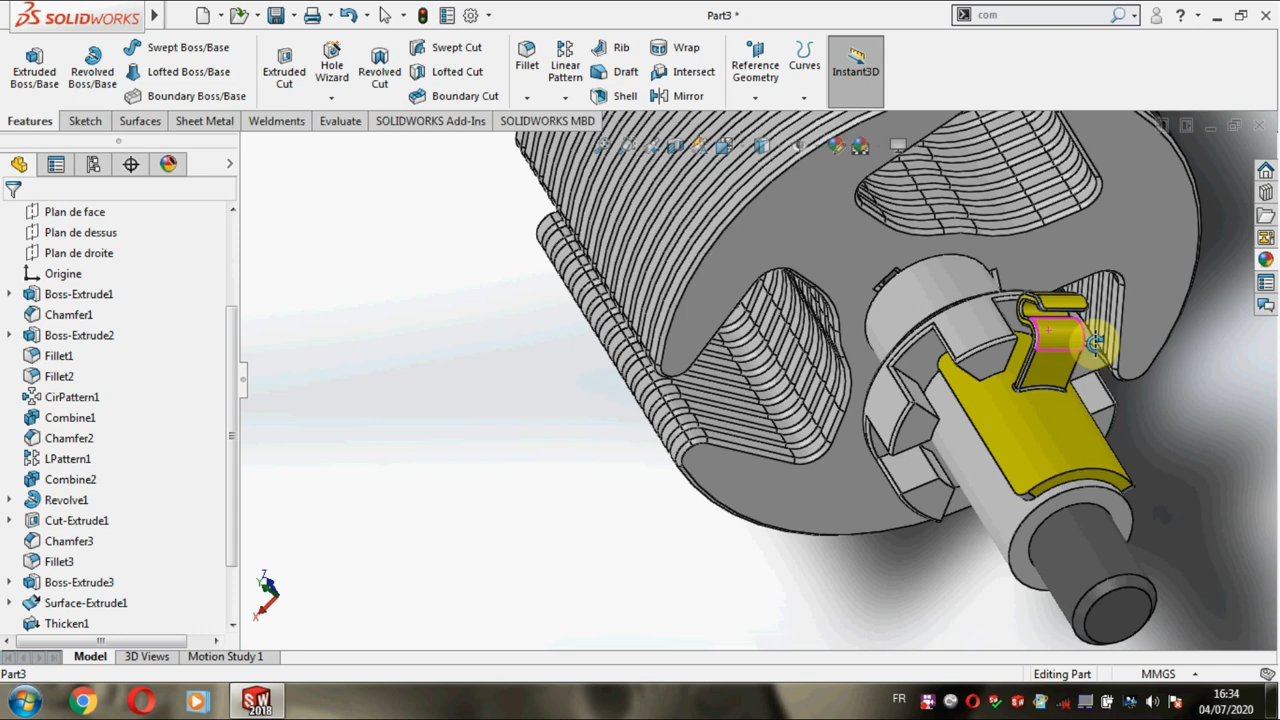 SOLIDWORKS
Part3 *
com
Extruded Boss/Base
Revolved Boss/Base
Swept Boss/Base
Lofted Boss/Base
Boundary Boss/Base
Extruded Cut
Hole Wizard
Revolved Cut
Swept Cut
Lofted Cut
Boundary Cut
Fillet
Linear Pattern
Rib
Draft
Shell
Wrap
Intersect
Mirror
Reference Geometry
Curves
Instant3D
Features
Sketch
Surfaces
Sheet Metal
Weldments
Evaluate
SOLIDWORKS Add-Ins
SOLIDWORKS MBD
Plan de face
Plan de dessus
Plan de droite
Origine
Boss-Extrude1
Chamfer1
Boss-Extrude2
Fillet1
Fillet2
CirPattern1
Combine1
Chamfer2
LPattern1
Combine2
Revolve1
Cut-Extrude1
Chamfer3
Fillet3
Boss-Extrude3
Surface-Extrude1
Thicken1
Z
Y
X
Model
3D Views
Motion Study 1
Part3
Editing Part
MMGS
SW
2018
FR
16:34
04/07/2020